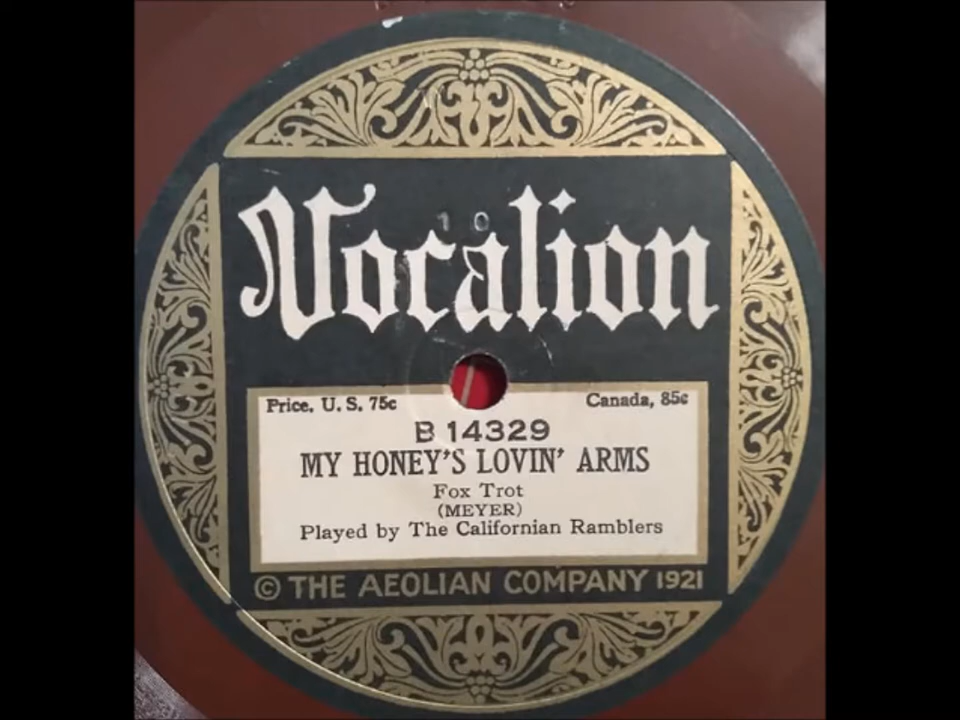 Vocalion
10
Price, U. S. 75c Canada, 85c
B 14329
MY HONEY'S LOVIN' ARMS
Fox Trot
(MEYER)
Played by The Californian Ramblers
© THE AEOLIAN COMPANY 1921